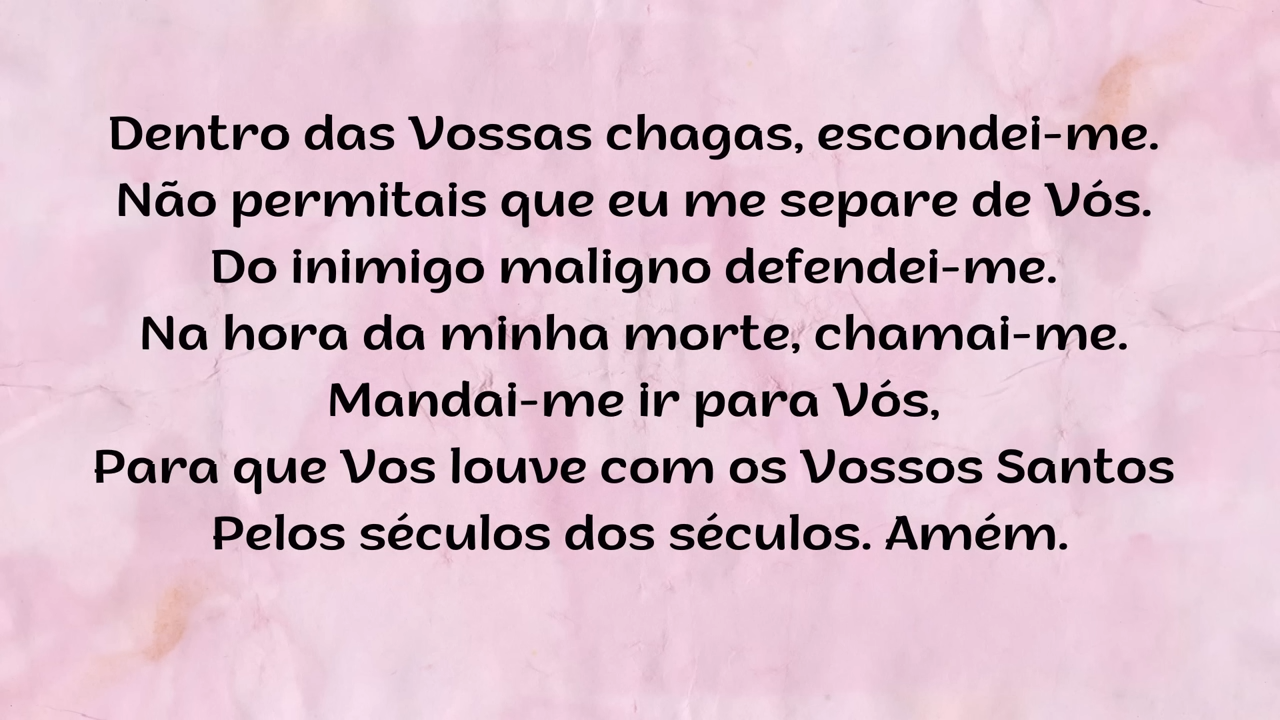 Dentro das Vossas chagas, escondei-me.
Não permitais que eu me separe de Vós.
Do inimigo maligno defendei-me.
Na hora da minha morte, chamai-me.
Mandai-me ir para Vós,
Para que Vos louve com os Vossos Santos
Pelos séculos dos séculos. Amém.